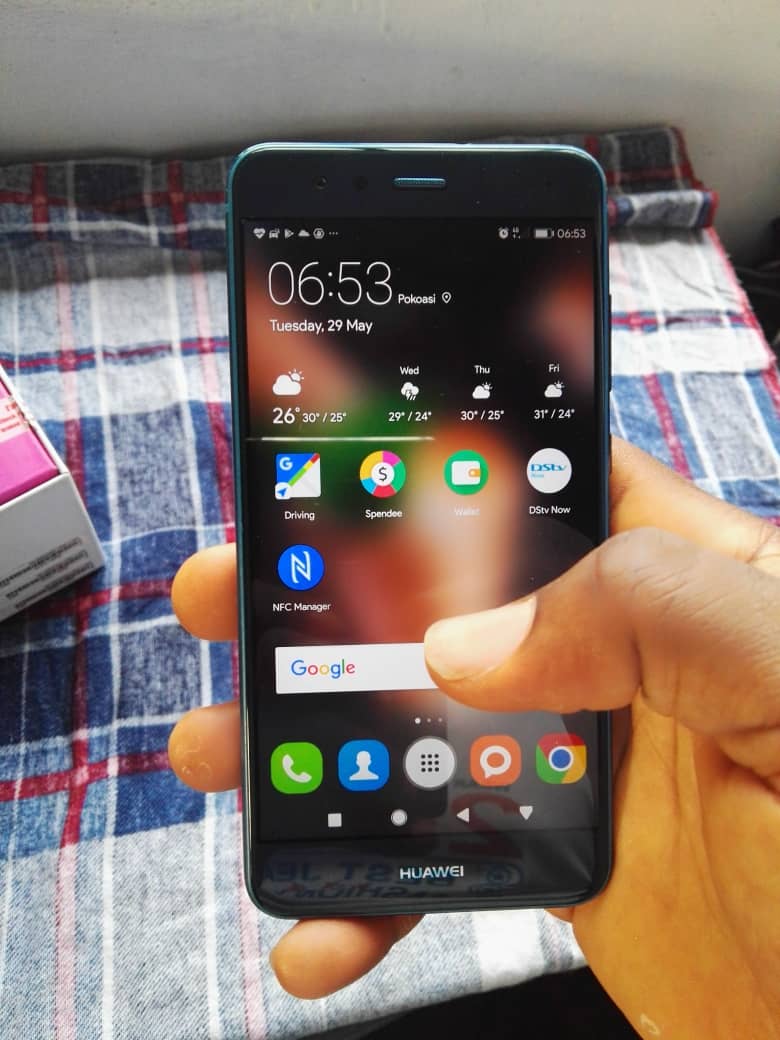 06:53
06:53
Pokoasi
Tuesday, 29 May
Wed
Thu
Fri
26° 30° / 25°
29° / 24°
30° / 25°
31° / 24°
G
DStv
Driving
Spendee
Wallet
DStv Now
NFC Manager
Google
HUAWEI